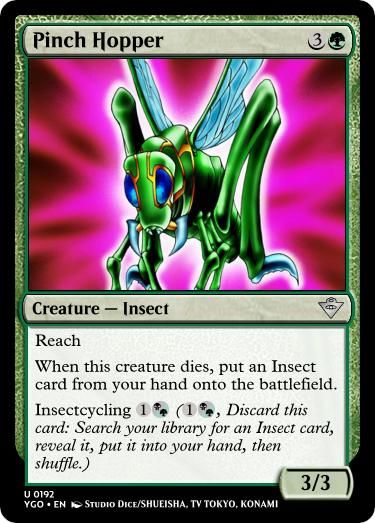 Pinch Hopper 3
Creature — Insect
Reach
When this creature dies, put an Insect
card from your hand onto the battlefield.
Insectcycling 1 (1, Discard this
card: Search your library for an Insect card,
reveal it, put it into your hand, then
shuffle.)
3/3
U 0192
YGO • EN Studio Dice/SHUEISHA, TV TOKYO, KONAMI